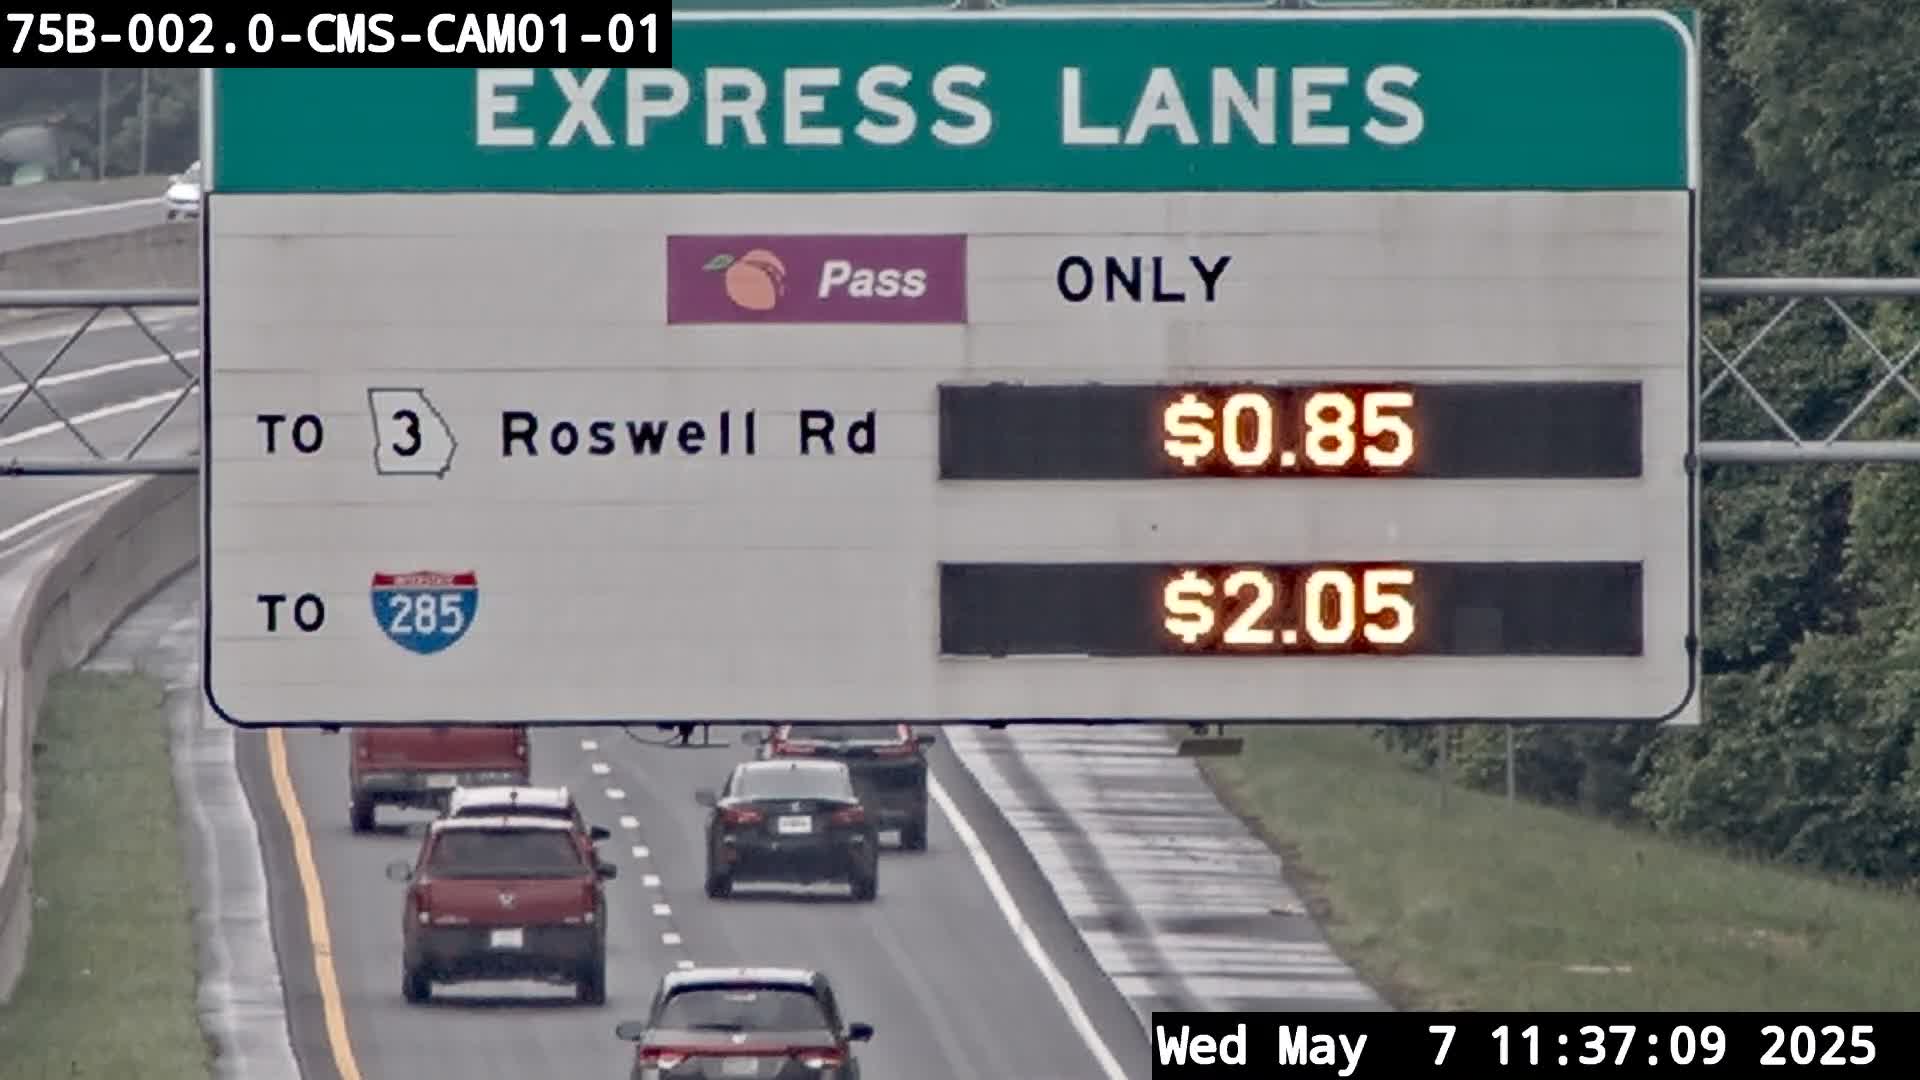 75B-002.0-CMS-CAM01-01
EXPRESS LANES
Pass ONLY
TO 3 Roswell Rd $0.85
INTERSTATE
TO 285 $2.05
Wed May 7 11:37:09 2025